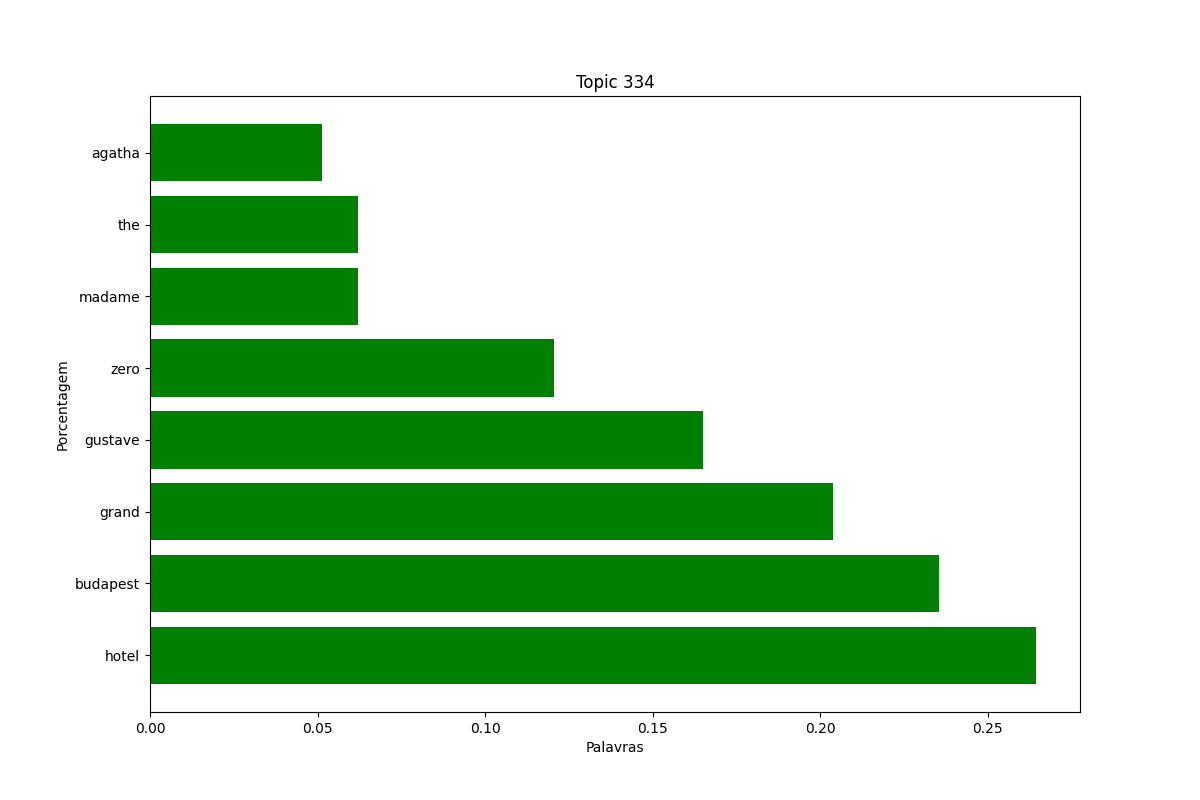 Topic 334
agatha
the
madame
zero
gustave
grand
budapest
hotel
Porcentagem
0.00 0.05 0.10 0.15 0.20 0.25
Palavras